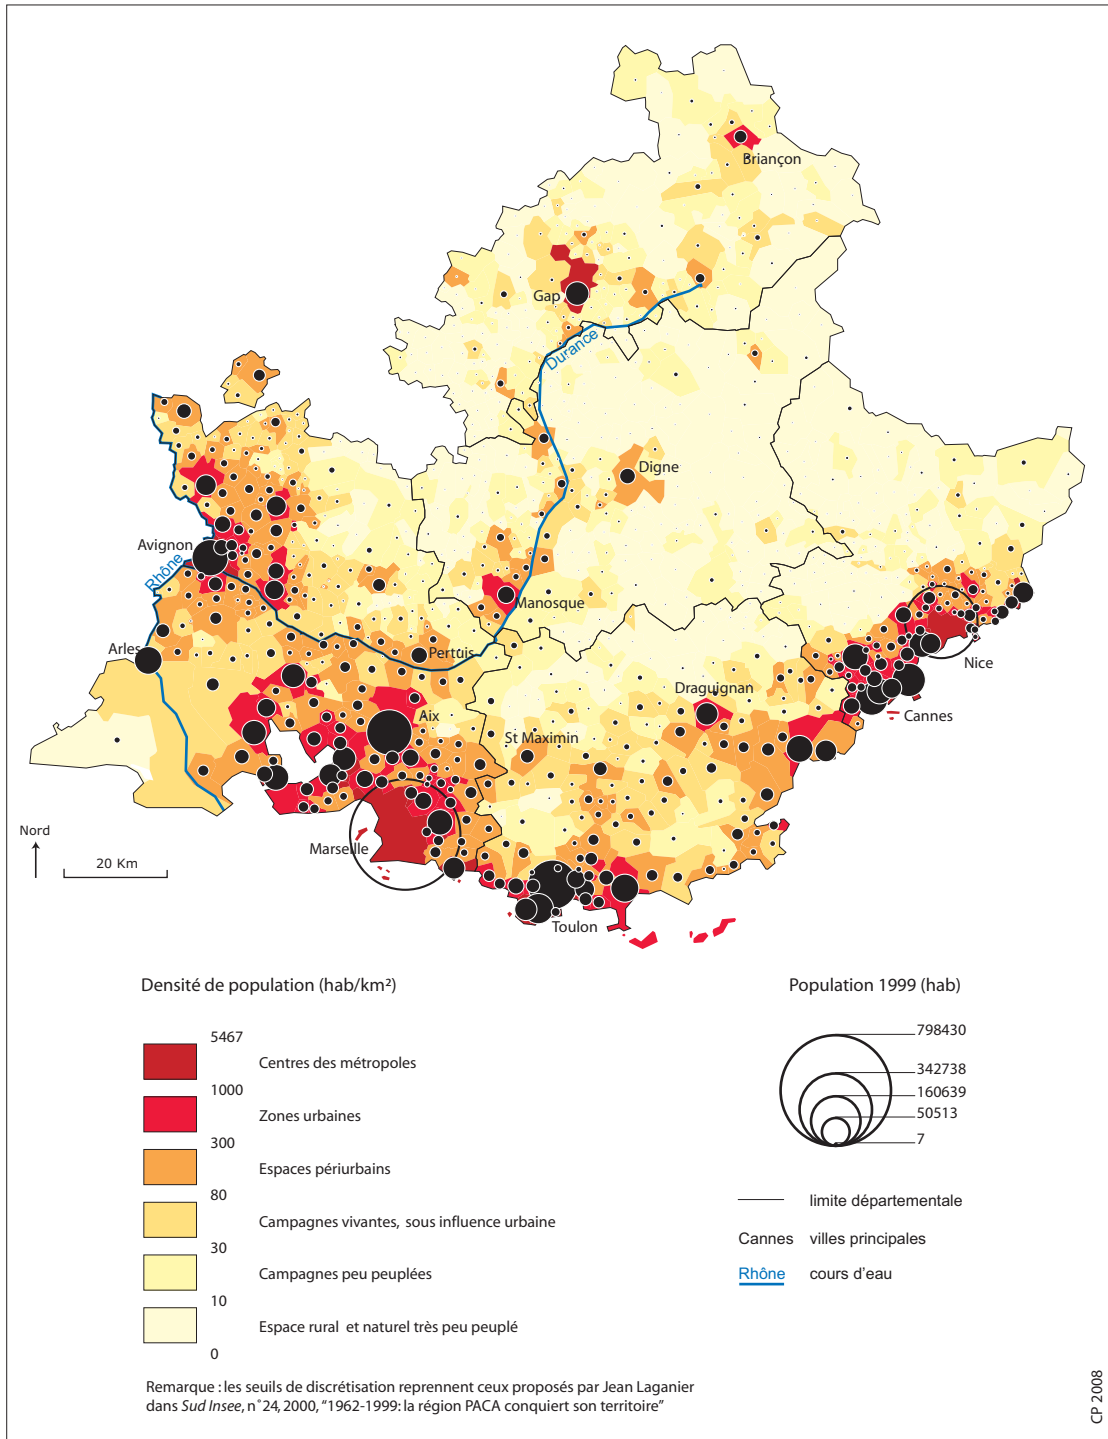 Briançon
Gap
Durance
Digne
Avignon
Rhône
Manosque
Arles
Pertuis
Nice
Draguignan
Aix
Cannes
St Maximin
Nord
20 Km
Marseille
Toulon
Densité de population (hab/km²)
5467
Centres des métropoles
1000
Zones urbaines
300
Espaces périurbains
80
Campagnes vivantes, sous influence urbaine
30
Campagnes peu peuplées
10
Espace rural et naturel très peu peuplé
0
Population 1999 (hab)
798430
342738
160639
50513
7
limite départementale
Cannes villes principales
Rhône cours d'eau
Remarque : les seuils de discrétisation reprennent ceux proposés par Jean Laganier
dans Sud Insee, n°24, 2000, "1962-1999: la région PACA conquiert son territoire"
CP 2008